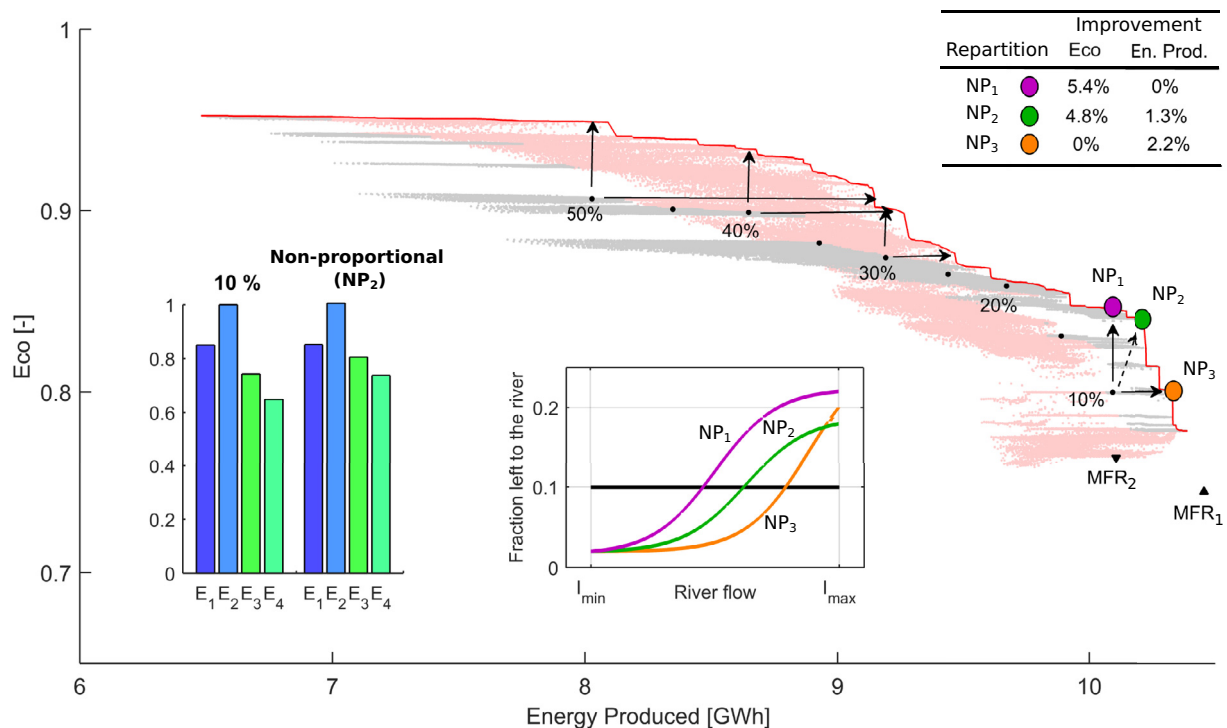 Improvement
Repartition Eco En. Prod.
NP₁ 5.4% 0%
NP₂ 4.8% 1.3%
NP₃ 0% 2.2%
1
0.9
0.8
0.7
Eco [-]
50%
40%
30%
20%
10%
NP₁
NP₂
NP₃
MFR₂
MFR₁
10 %
Non-proportional
(NP₂)
1
0.8
0.6
0.4
0.2
0
E₁ E₂ E₃ E₄ E₁ E₂ E₃ E₄
Fraction left to the river
0.2
0.1
0
NP₁
NP₂
NP₃
I_min River flow I_max
6 7 8 9 10
Energy Produced [GWh]